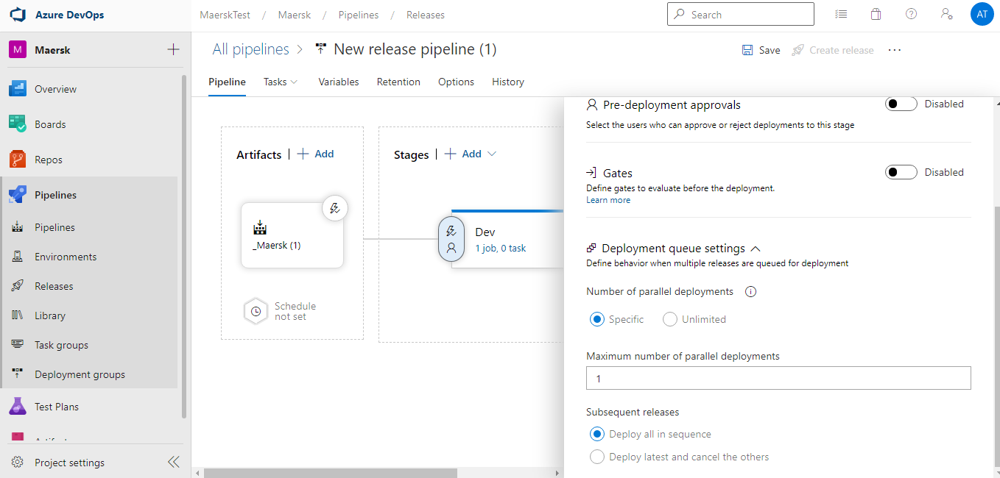 Azure DevOps
MaerskTest / Maersk / Pipelines / Releases
Search
AT
M Maersk
Overview
Boards
Repos
Pipelines
Pipelines
Environments
Releases
Library
Task groups
Deployment groups
Test Plans
Project settings
All pipelines > New release pipeline (1)
Save
Create release
Pipeline Tasks Variables Retention Options History
Artifacts | Add
_Maersk (1)
Schedule
not set
Stages | Add
Dev
1 job, 0 task
Pre-deployment approvals
Disabled
Select the users who can approve or reject deployments to this stage
Gates
Disabled
Define gates to evaluate before the deployment.
Learn more
Deployment queue settings
Define behavior when multiple releases are queued for deployment
Number of parallel deployments
Specific Unlimited
Maximum number of parallel deployments
1
Subsequent releases
Deploy all in sequence
Deploy latest and cancel the others